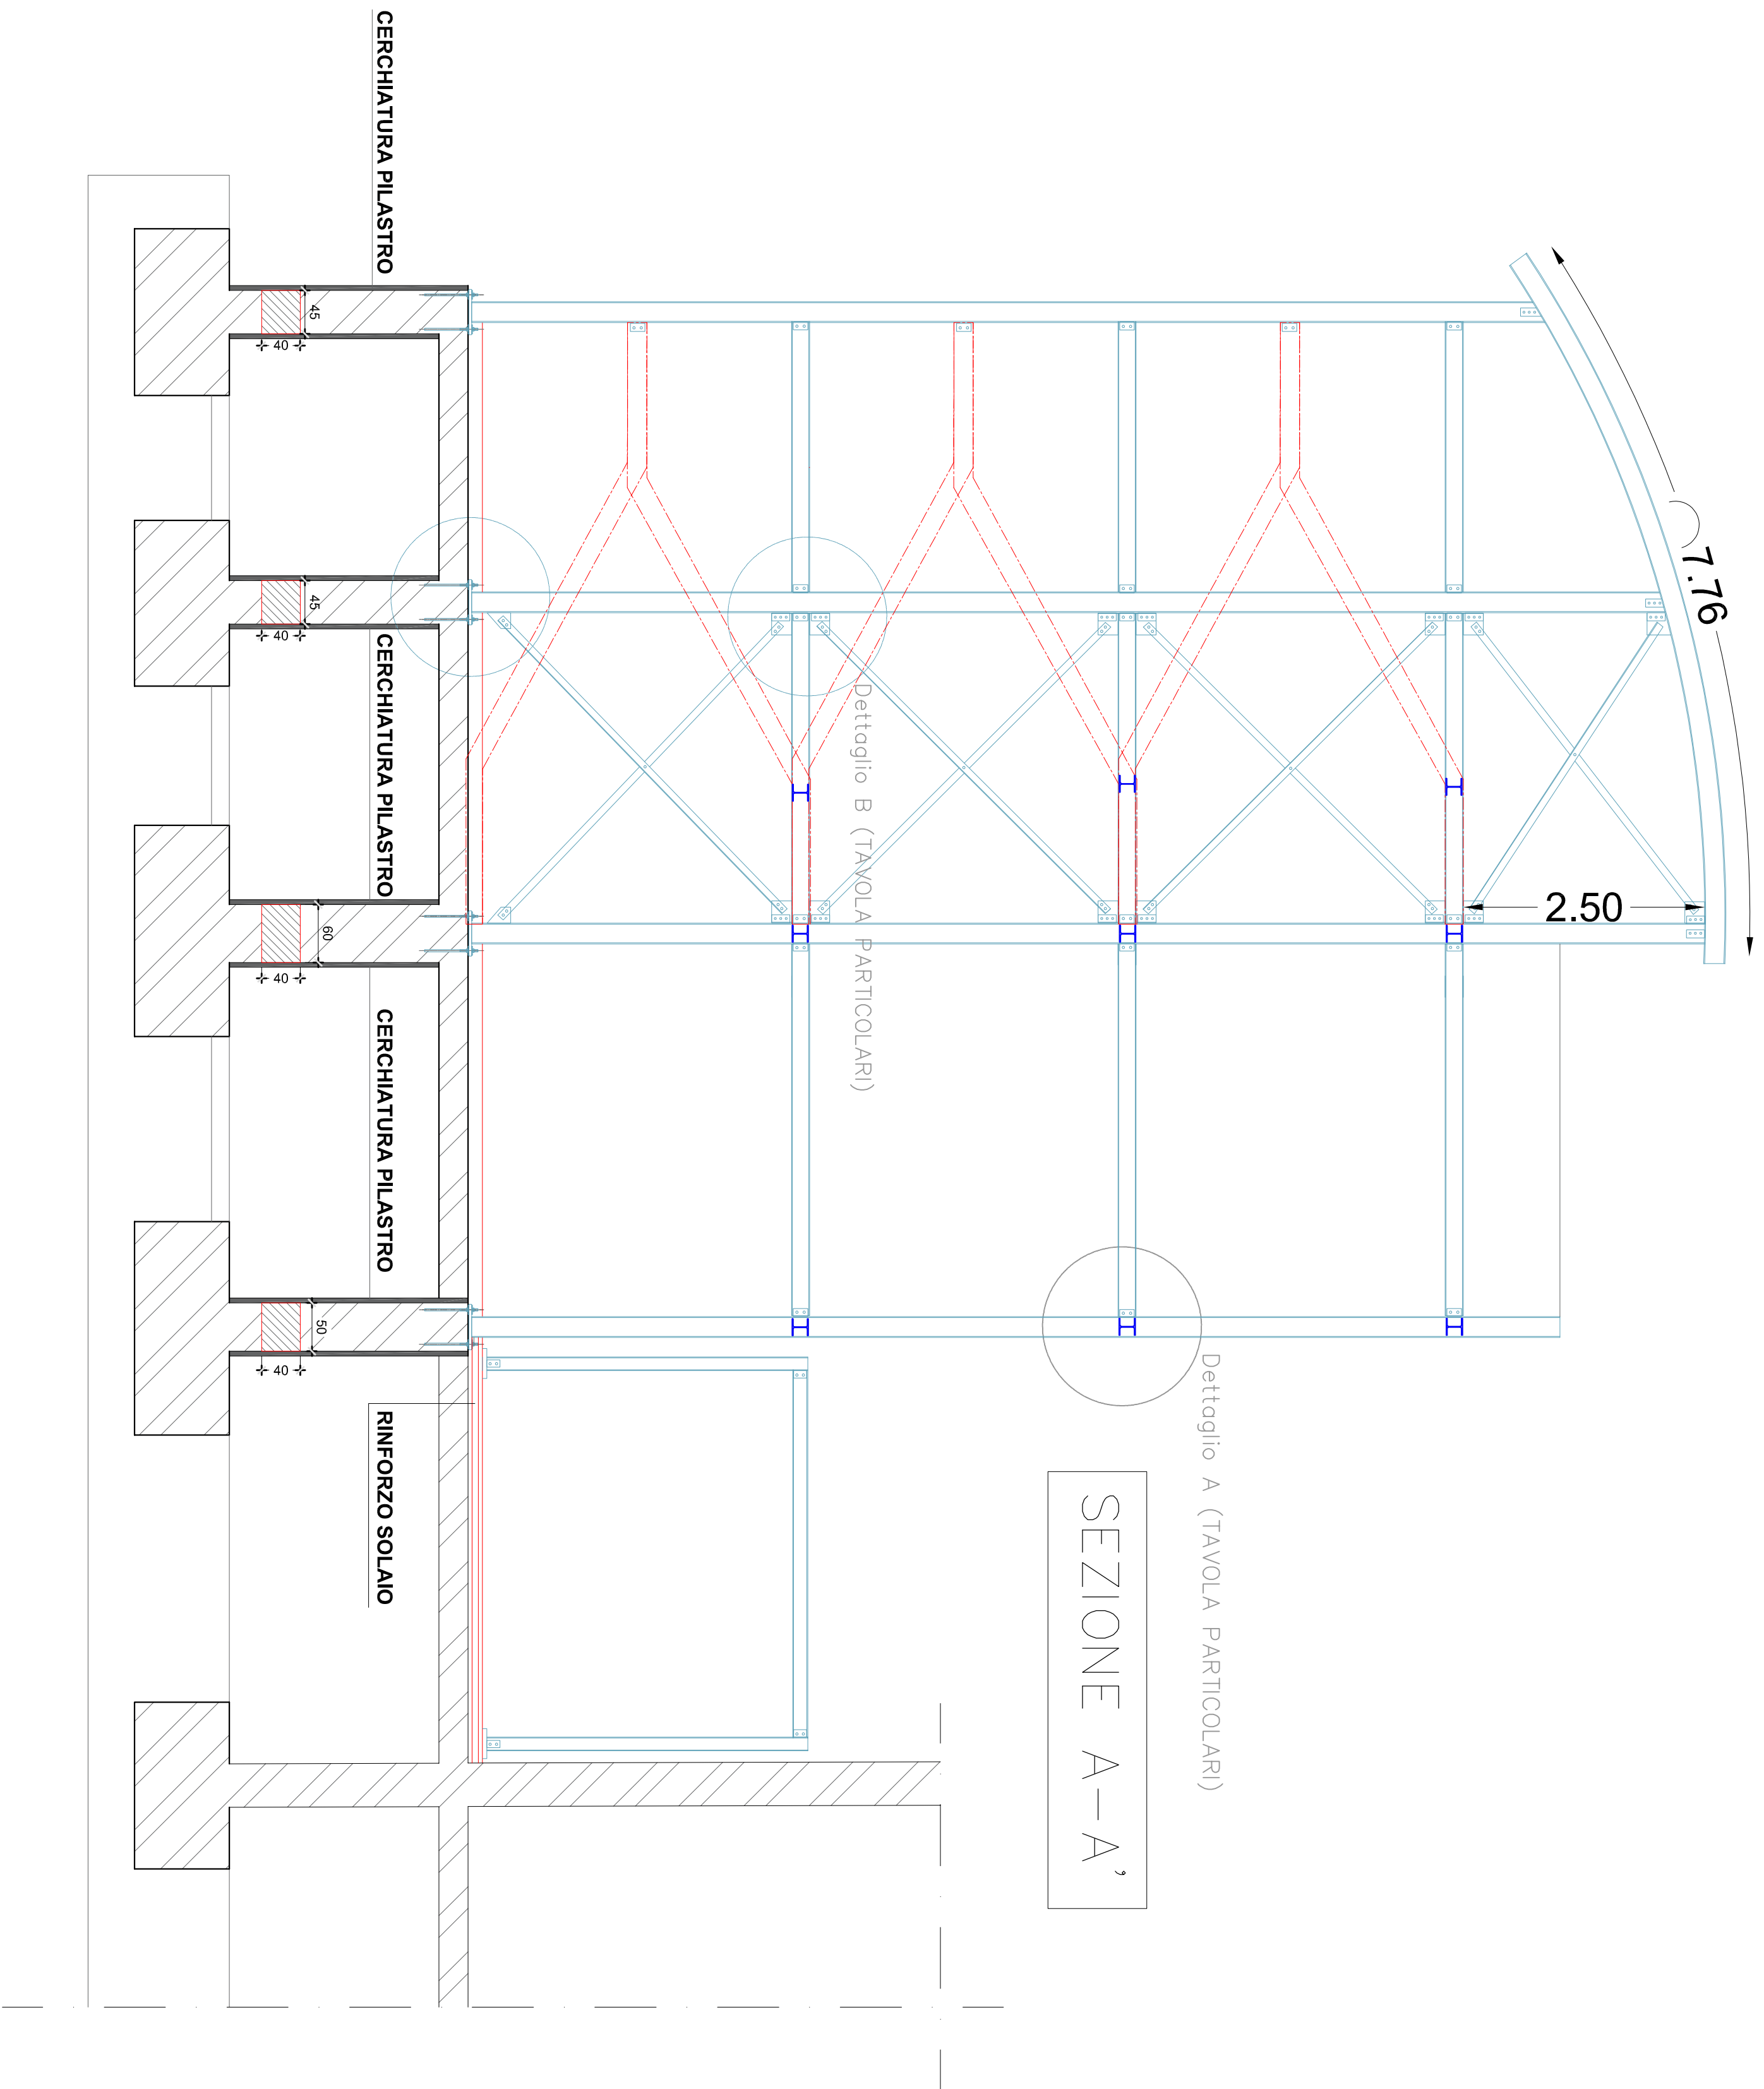 7.76
2.50
SEZIONE A-A'
Dettaglio A (TAVOLA PARTICOLARI)
Dettaglio B (TAVOLA PARTICOLARI)
CERCHIATURA PILASTRO
CERCHIATURA PILASTRO
CERCHIATURA PILASTRO
RINFORZO SOLAIO
45
45
60
50
40
40
40
40